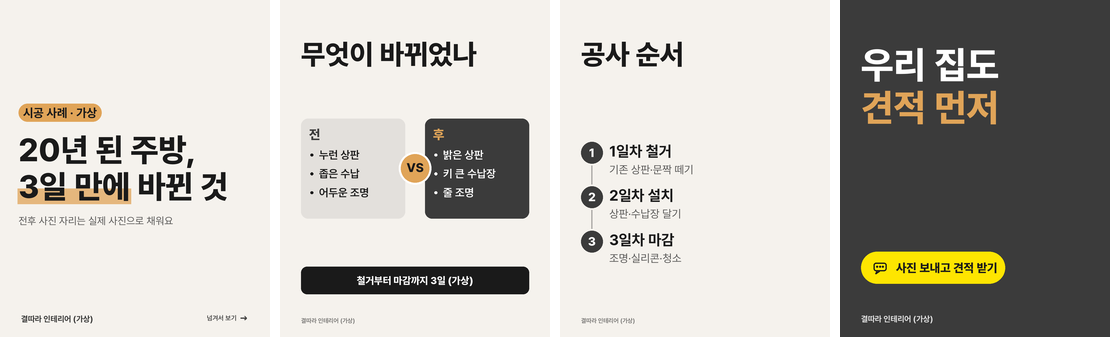 시공 사례 · 가상
20년 된 주방,
3일 만에 바뀐 것
전후 사진 자리는 실제 사진으로 채워요
결따라 인테리어 (가상)
넘겨서 보기 →
무엇이 바뀌었나
전
• 누런 상판
• 좁은 수납
• 어두운 조명
VS
후
• 밝은 상판
• 키 큰 수납장
• 줄 조명
철거부터 마감까지 3일 (가상)
결따라 인테리어 (가상)
공사 순서
1 1일차 철거
기존 상판·문짝 떼기
2 2일차 설치
상판·수납장 달기
3 3일차 마감
조명·실리콘·청소
결따라 인테리어 (가상)
우리 집도
견적 먼저
사진 보내고 견적 받기
결따라 인테리어 (가상)